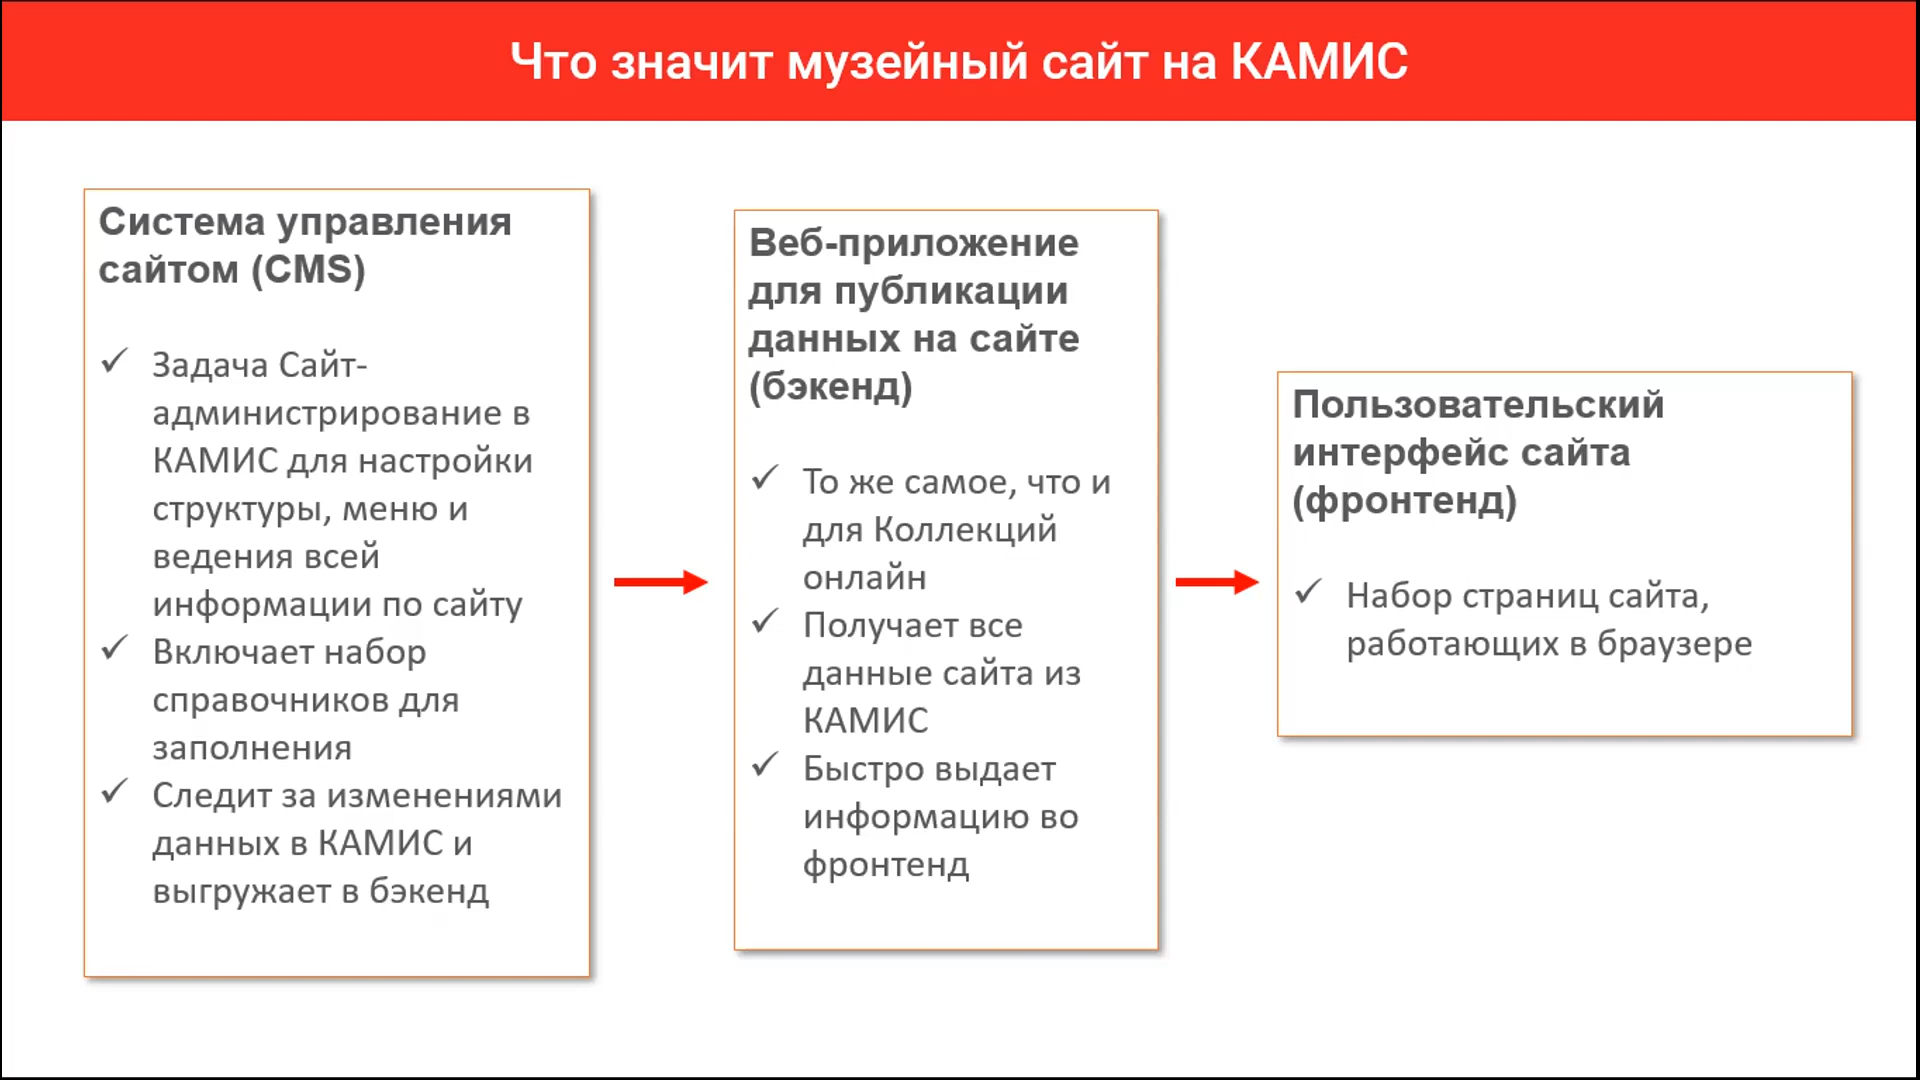 Что значит музейный сайт на КАМИС
Система управления
сайтом (CMS)
✓ Задача Сайт-
администрирование в
КАМИС для настройки
структуры, меню и
ведения всей
информации по сайту
✓ Включает набор
справочников для
заполнения
✓ Следит за изменениями
данных в КАМИС и
выгружает в бэкенд
Веб-приложение
для публикации
данных на сайте
(бэкенд)
✓ То же самое, что и
для Коллекций
онлайн
✓ Получает все
данные сайта из
КАМИС
✓ Быстро выдает
информацию во
фронтенд
Пользовательский
интерфейс сайта
(фронтенд)
✓ Набор страниц сайта,
работающих в браузере